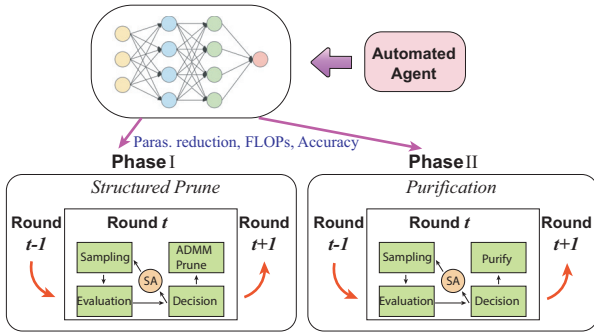 Automated
Agent
Paras. reduction, FLOPs, Accuracy
Phase I
Phase II
Structured Prune
Purification
Round
t-1
Round t
Round
t+1
Sampling
ADMM
Prune
SA
Evaluation
Decision
Round
t-1
Round t
Round
t+1
Sampling
Purify
SA
Evaluation
Decision